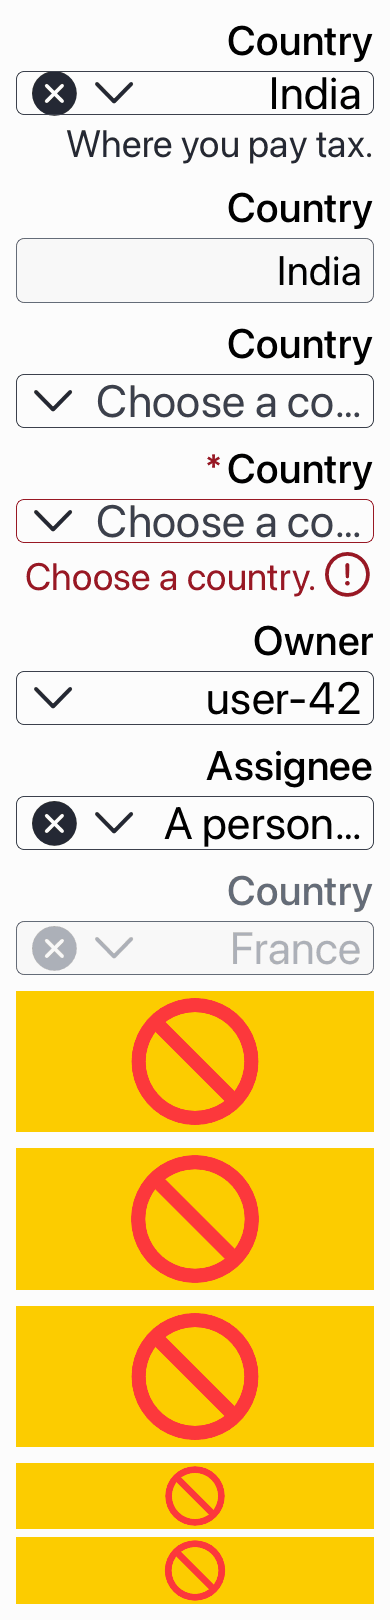 Country
India
Where you pay tax.
Country
India
Country
Choose a co...
* Country
Choose a co...
Choose a country.
Owner
user-42
Assignee
A person...
Country
France